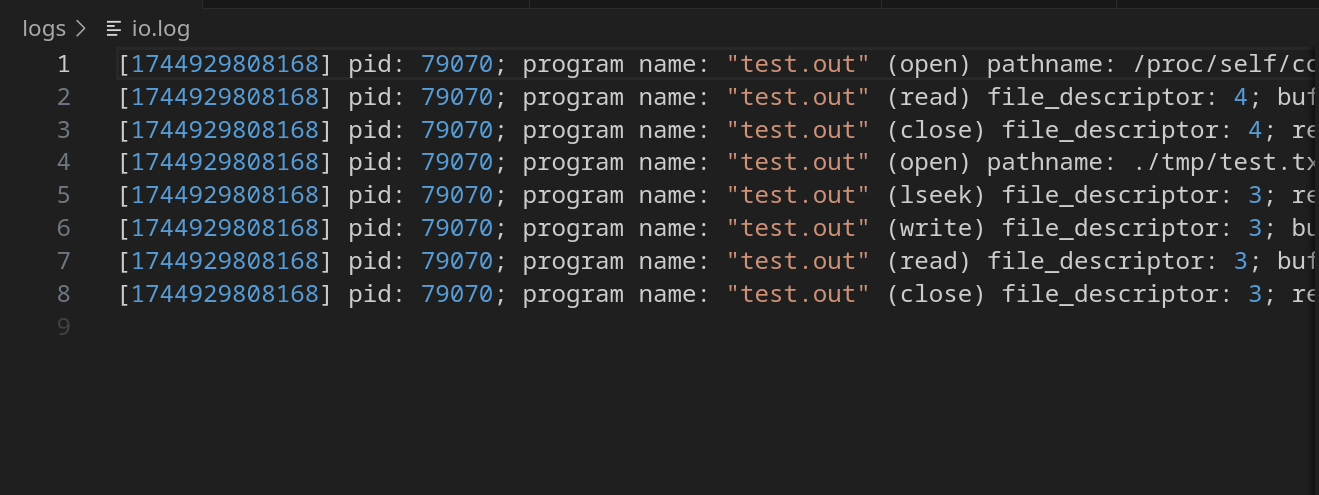 logs > io.log
1 [1744929808168] pid: 79070; program name: "test.out" (open) pathname: /proc/self/
2 [1744929808168] pid: 79070; program name: "test.out" (read) file_descriptor: 4; buf
3 [1744929808168] pid: 79070; program name: "test.out" (close) file_descriptor: 4; re
4 [1744929808168] pid: 79070; program name: "test.out" (open) pathname: ./tmp/test.tx
5 [1744929808168] pid: 79070; program name: "test.out" (lseek) file_descriptor: 3; re
6 [1744929808168] pid: 79070; program name: "test.out" (write) file_descriptor: 3; bu
7 [1744929808168] pid: 79070; program name: "test.out" (read) file_descriptor: 3; buf
8 [1744929808168] pid: 79070; program name: "test.out" (close) file_descriptor: 3; re
9